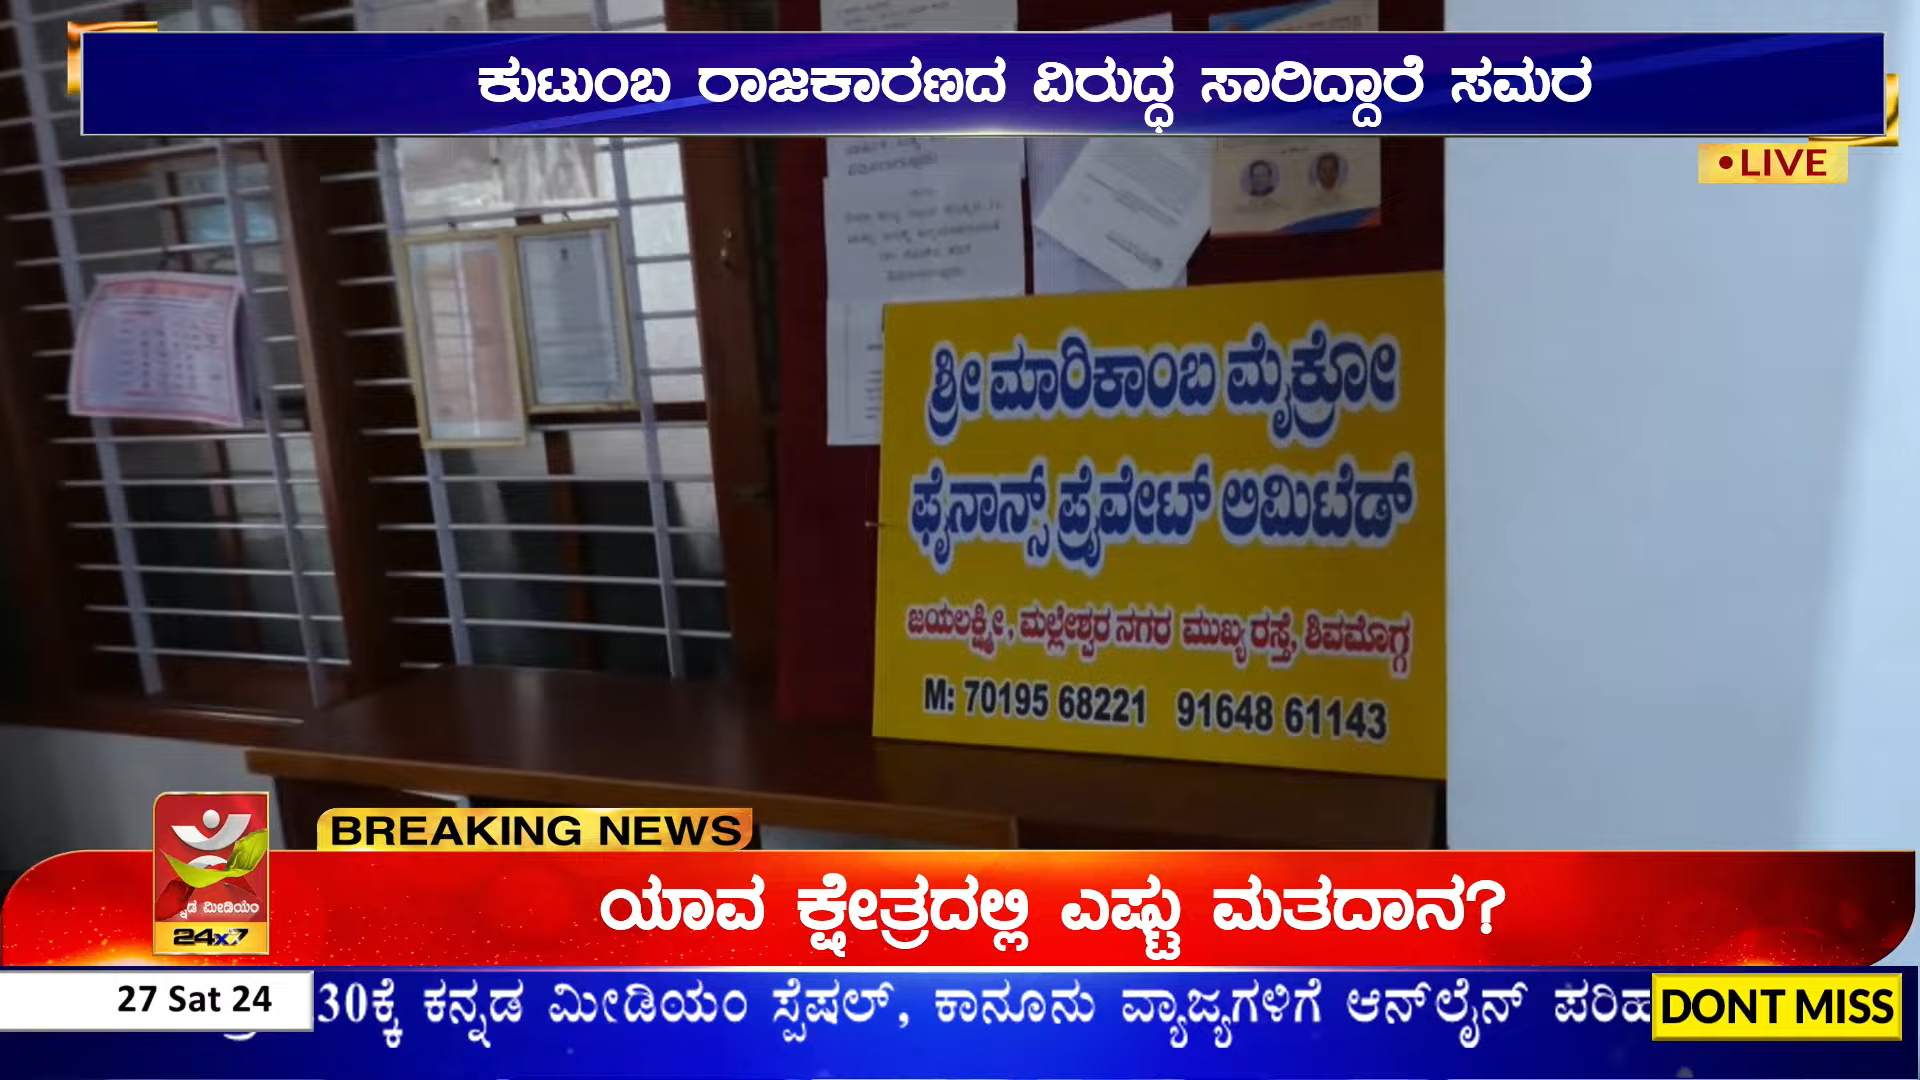 ಕುಟುಂಬ ರಾಜಕಾರಣದ ವಿರುದ್ಧ ಸಾರಿದ್ದಾರೆ ಸಮರ
•LIVE
ಶ್ರೀ ಮಾರಿಕಾಂಬ ಮೈಕ್ರೋ
ಫೈನಾನ್ಸ್ ಪ್ರೈವೇಟ್ ಲಿಮಿಟೆಡ್
ಜಯಲಕ್ಷ್ಮೀ, ಮಲ್ಲೇಶ್ವರ ನಗರ ಮುಖ್ಯ ರಸ್ತೆ, ಶಿವಮೊಗ್ಗ
M: 70195 68221 91648 61143
BREAKING NEWS
ಯಾವ ಕ್ಷೇತ್ರದಲ್ಲಿ ಎಷ್ಟು ಮತದಾನ?
ಮೀಡಿಯಂ
24x7
27 Sat 24
30ಕ್ಕೆ ಕನ್ನಡ ಮೀಡಿಯಂ ಸ್ಪೆಷಲ್, ಕಾನೂನು ವ್ಯಾಜ್ಯಗಳಿಗೆ ಆನ್‌ಲೈನ್
DONT MISS